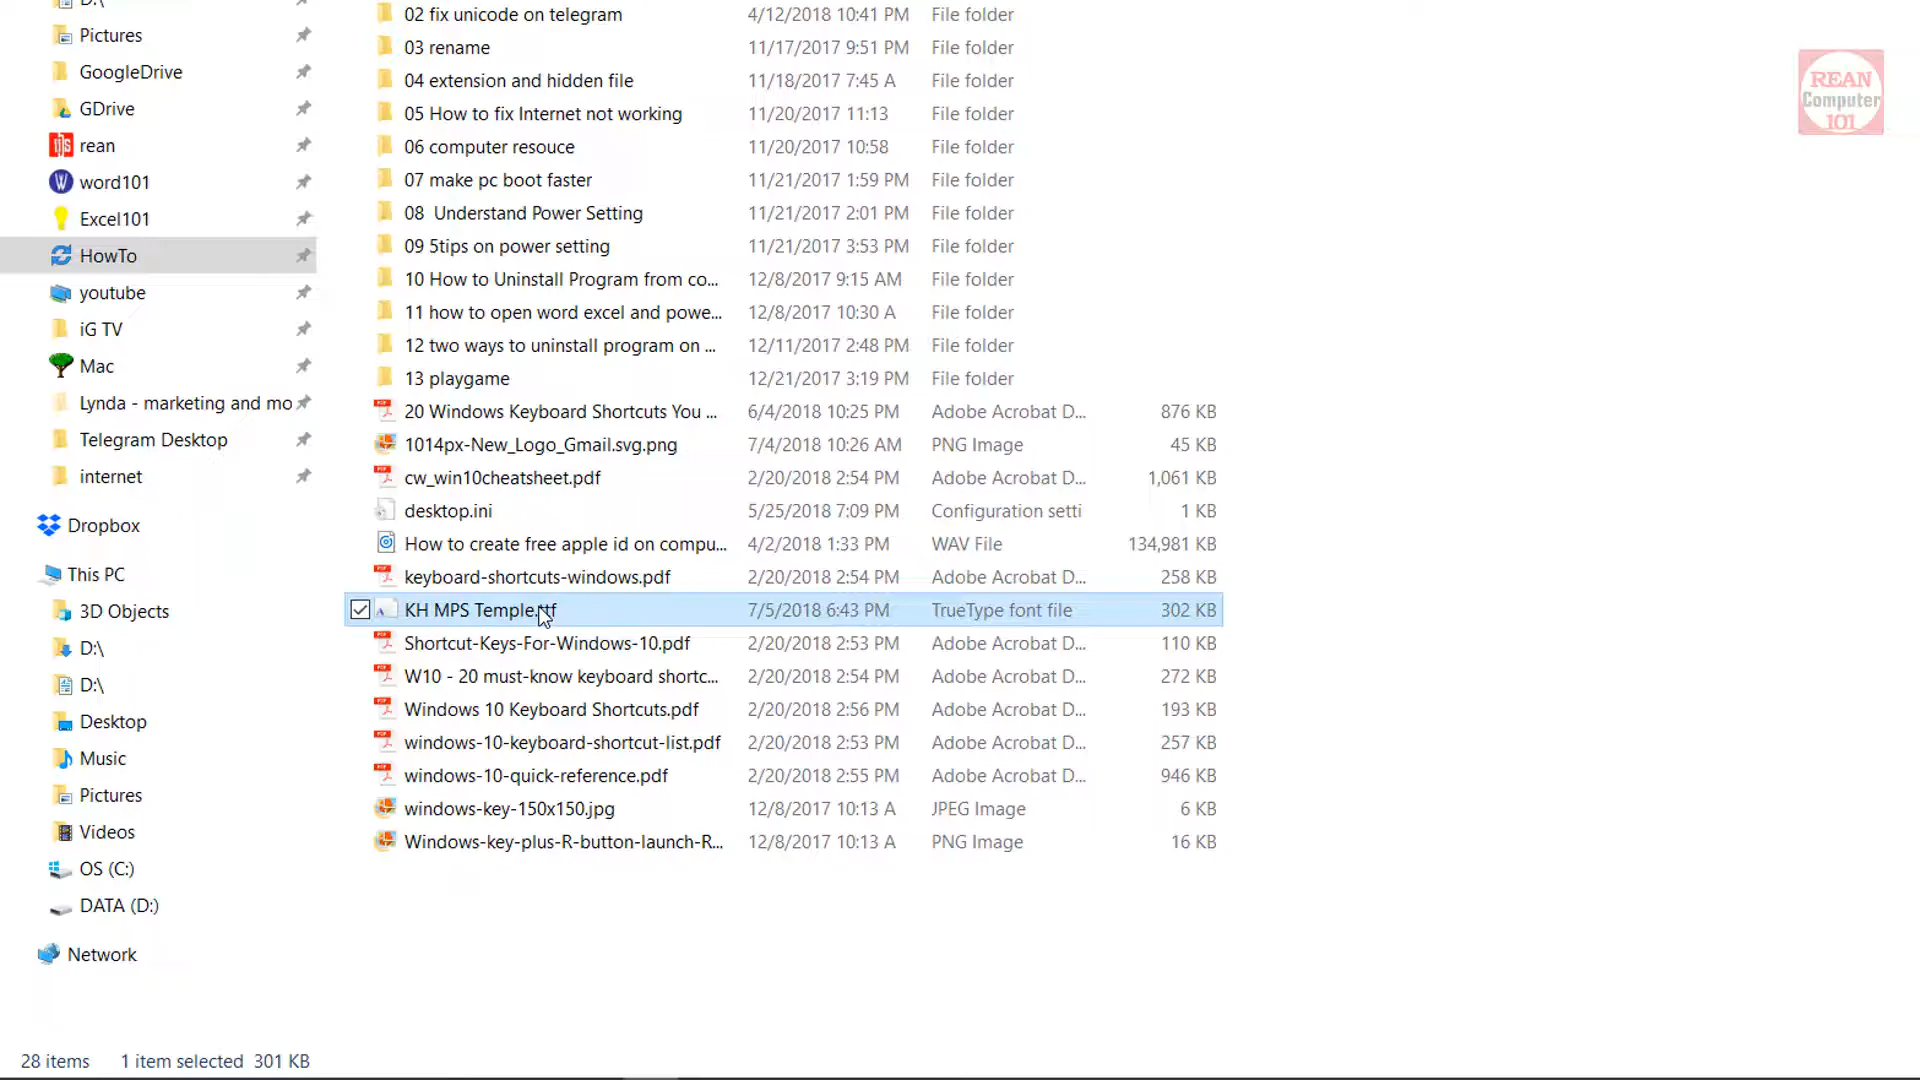 D:\
Pictures
GoogleDrive
GDrive
rean
word101
Excel101
HowTo
youtube
iG TV
Mac
Lynda - marketing and mo
Telegram Desktop
internet
Dropbox
This PC
3D Objects
D:\
D:\
Desktop
Music
Pictures
Videos
OS (C:)
DATA (D:)
Network
02 fix unicode on telegram 4/12/2018 10:41 PM File folder
03 rename 11/17/2017 9:51 PM File folder
04 extension and hidden file 11/18/2017 7:45 A File folder
05 How to fix Internet not working 11/20/2017 11:13 File folder
06 computer resouce 11/20/2017 10:58 File folder
07 make pc boot faster 11/21/2017 1:59 PM File folder
08 Understand Power Setting 11/21/2017 2:01 PM File folder
09 5tips on power setting 11/21/2017 3:53 PM File folder
10 How to Uninstall Program from co... 12/8/2017 9:15 AM File folder
11 how to open word excel and powe... 12/8/2017 10:30 A File folder
12 two ways to uninstall program on ... 12/11/2017 2:48 PM File folder
13 playgame 12/21/2017 3:19 PM File folder
20 Windows Keyboard Shortcuts You ... 6/4/2018 10:25 PM Adobe Acrobat D... 876 KB
1014px-New_Logo_Gmail.svg.png 7/4/2018 10:26 AM PNG Image 45 KB
cw_win10cheatsheet.pdf 2/20/2018 2:54 PM Adobe Acrobat D... 1,061 KB
desktop.ini 5/25/2018 7:09 PM Configuration setti 1 KB
How to create free apple id on compu... 4/2/2018 1:33 PM WAV File 134,981 KB
keyboard-shortcuts-windows.pdf 2/20/2018 2:54 PM Adobe Acrobat D... 258 KB
KH MPS Temple.ttf 7/5/2018 6:43 PM TrueType font file 302 KB
Shortcut-Keys-For-Windows-10.pdf 2/20/2018 2:53 PM Adobe Acrobat D... 110 KB
W10 - 20 must-know keyboard shortc... 2/20/2018 2:54 PM Adobe Acrobat D... 272 KB
Windows 10 Keyboard Shortcuts.pdf 2/20/2018 2:56 PM Adobe Acrobat D... 193 KB
windows-10-keyboard-shortcut-list.pdf 2/20/2018 2:53 PM Adobe Acrobat D... 257 KB
windows-10-quick-reference.pdf 2/20/2018 2:55 PM Adobe Acrobat D... 946 KB
windows-key-150x150.jpg 12/8/2017 10:13 A JPEG Image 6 KB
Windows-key-plus-R-button-launch-R... 12/8/2017 10:13 A PNG Image 16 KB
REAN
Computer
101
28 items 1 item selected 301 KB